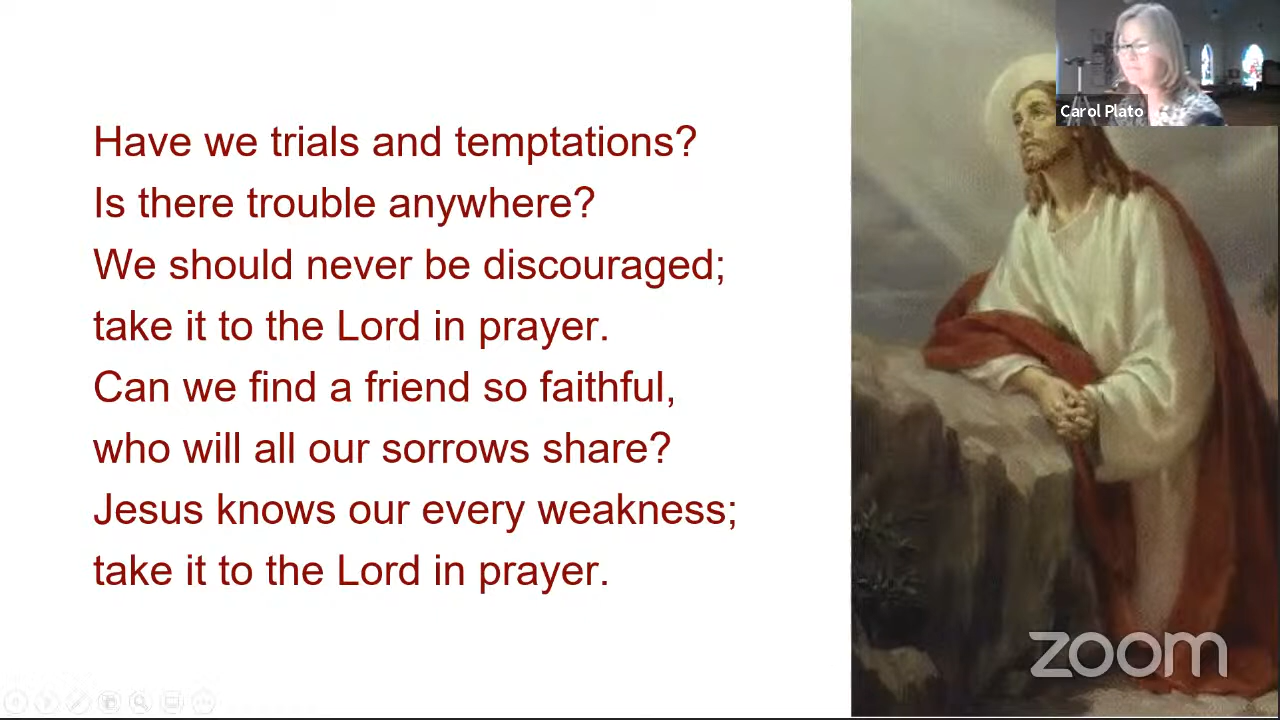 Have we trials and temptations?
Is there trouble anywhere?
We should never be discouraged;
take it to the Lord in prayer.
Can we find a friend so faithful,
who will all our sorrows share?
Jesus knows our every weakness;
take it to the Lord in prayer.
Carol Plato
zoom